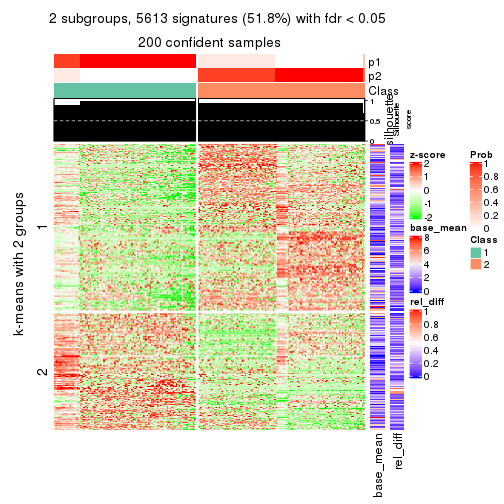 2 subgroups, 5613 signatures (51.8%) with fdr < 0.05
200 confident samples
p1
p2
Class
silhouette
Silhouette
score
1
0.5
0
k-means with 2 groups
1
2
base_mean
rel_diff
z-score
2
1
0
-1
-2
base_mean
8
6
4
2
0
rel_diff
1
0.8
0.6
0.4
0.2
0
Prob
1
0.8
0.6
0.4
0.2
0
Class
1
2